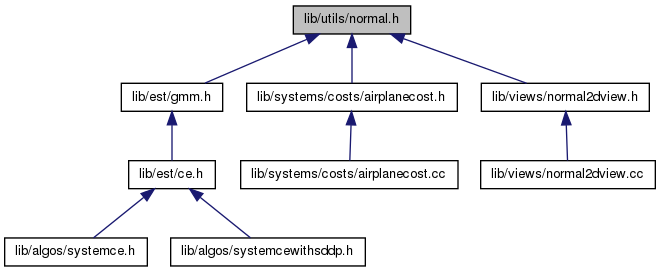 lib/utils/normal.h
lib/est/gmm.h
lib/systems/costs/airplanecost.h
lib/views/normal2dview.h
lib/est/ce.h
lib/systems/costs/airplanecost.cc
lib/views/normal2dview.cc
lib/algos/systemce.h
lib/algos/systemcewithsddp.h